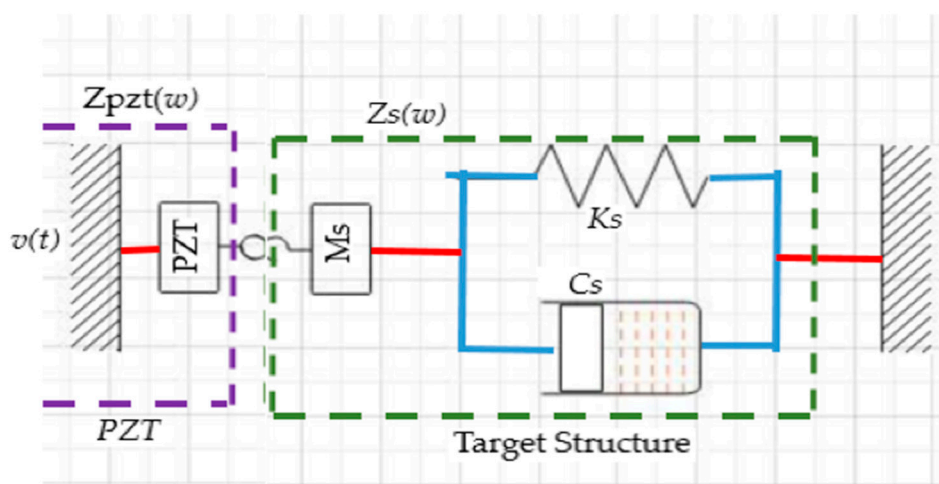 Zpzt(w)
Zs(w)
Ks
v(t)
PZT
Ms
Cs
PZT
Target Structure